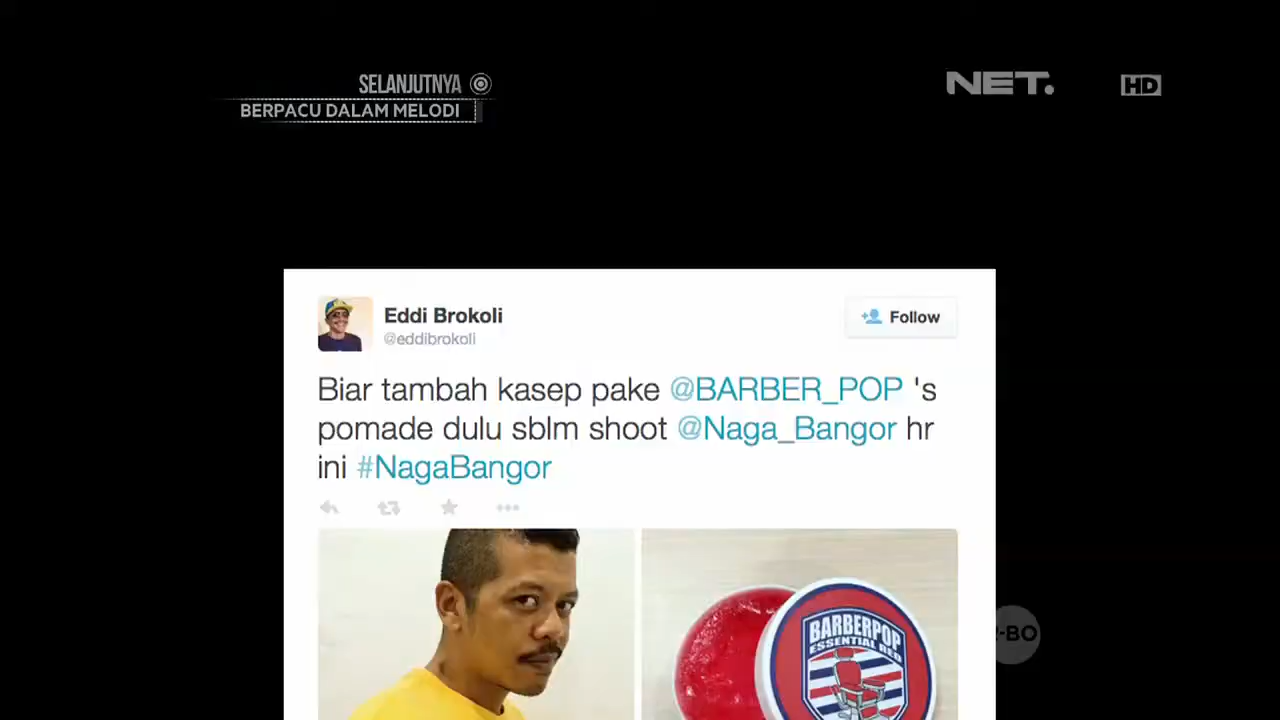 SELANJUTNYA
BERPACU DALAM MELODI
NET.
HD
Eddi Brokoli
@eddibrokoli
Follow
Biar tambah kasep pake @BARBER_POP 's
pomade dulu sblm shoot @Naga_Bangor hr
ini #NagaBangor
BARBERPOP
ESSENTIAL RED
R-BO